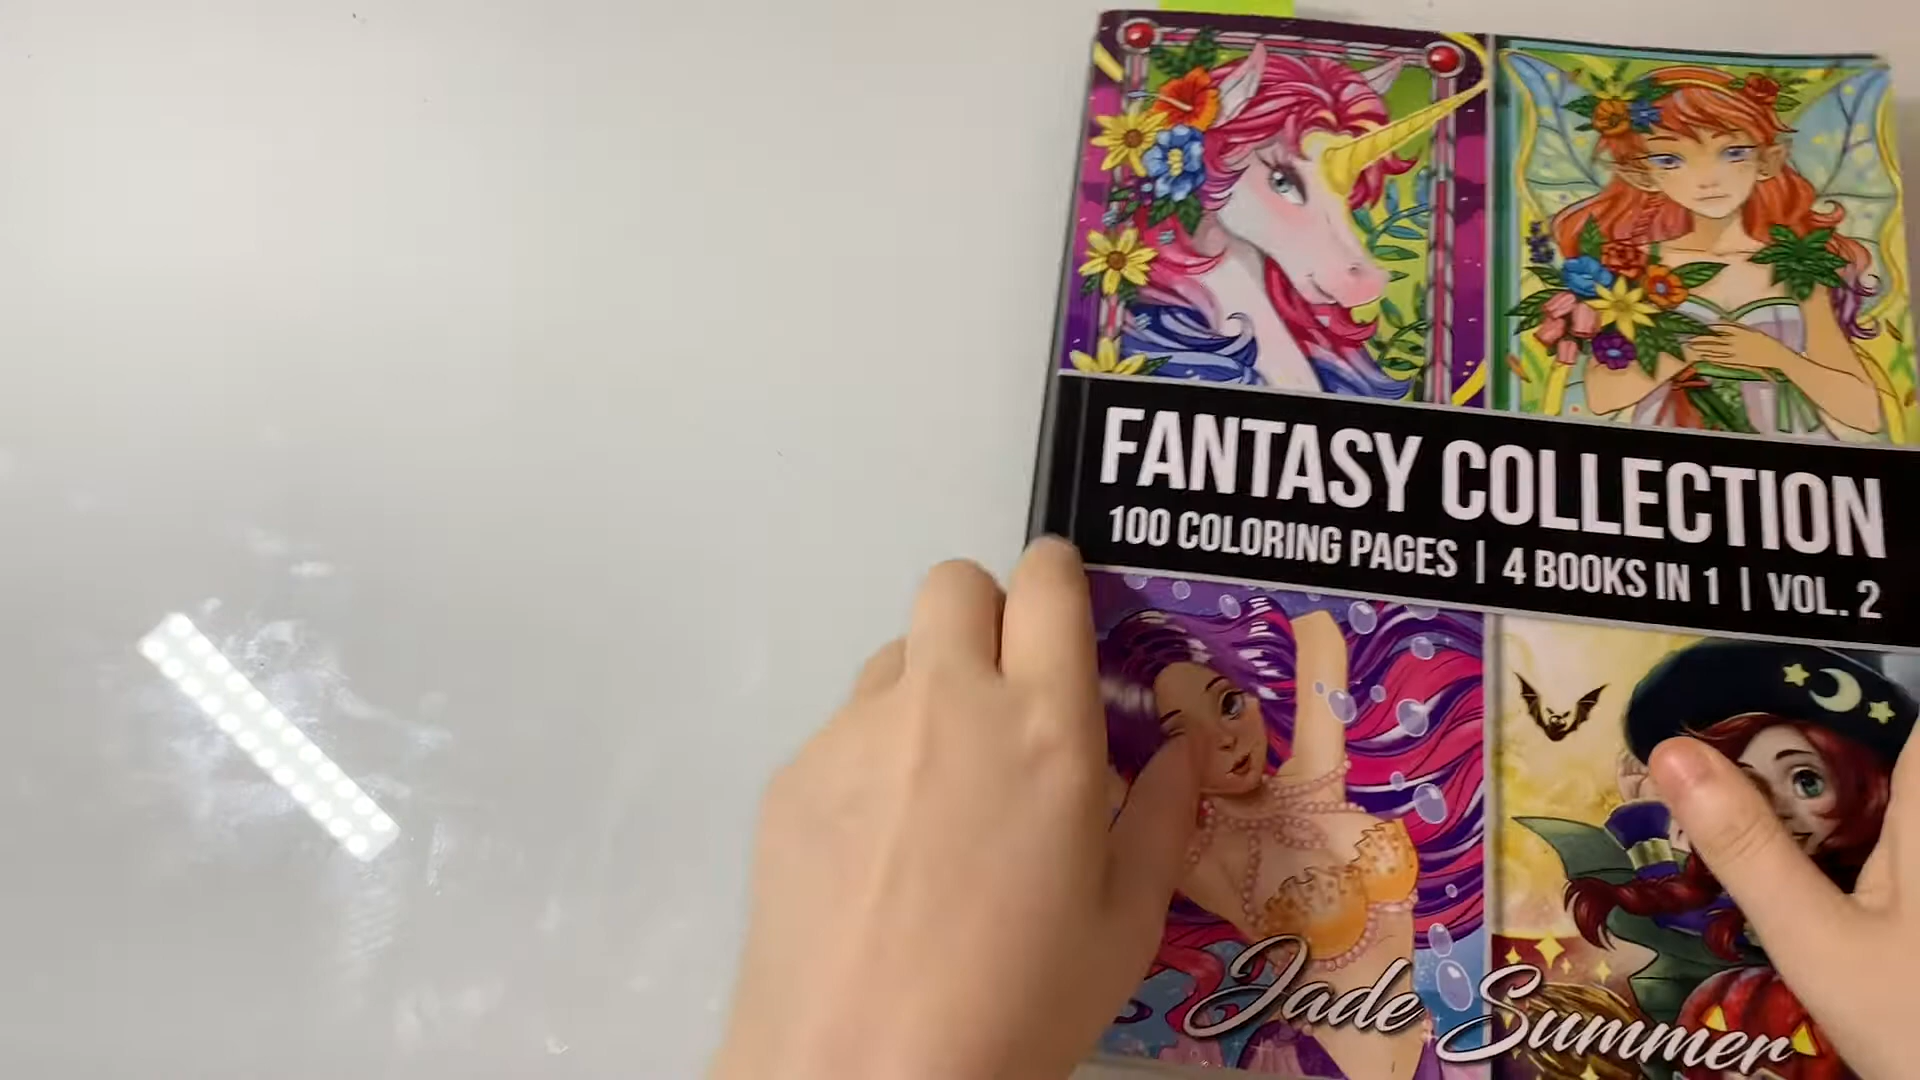 FANTASY COLLECTION
100 COLORING PAGES | 4 BOOKS IN 1 | VOL. 2
Jade Summer